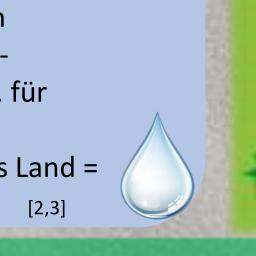 -
. für
s Land =
[2,3]